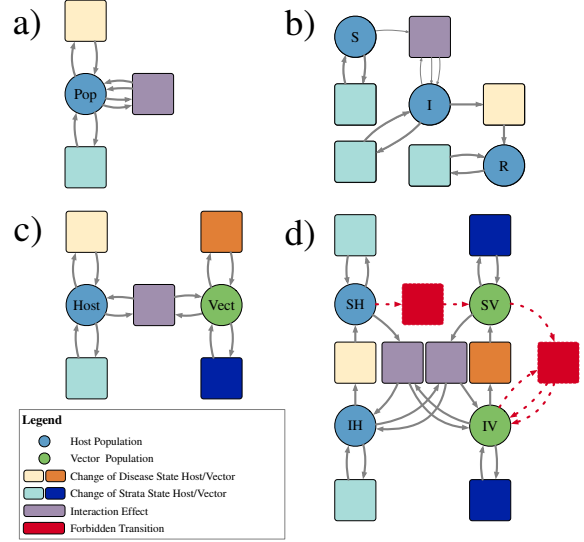 a)
Pop
b)
S
I
R
c)
Host
Vect
d)
SH
SV
IH
IV
Legend
Host Population
Vector Population
Change of Disease State Host/Vector
Change of Strata State Host/Vector
Interaction Effect
Forbidden Transition